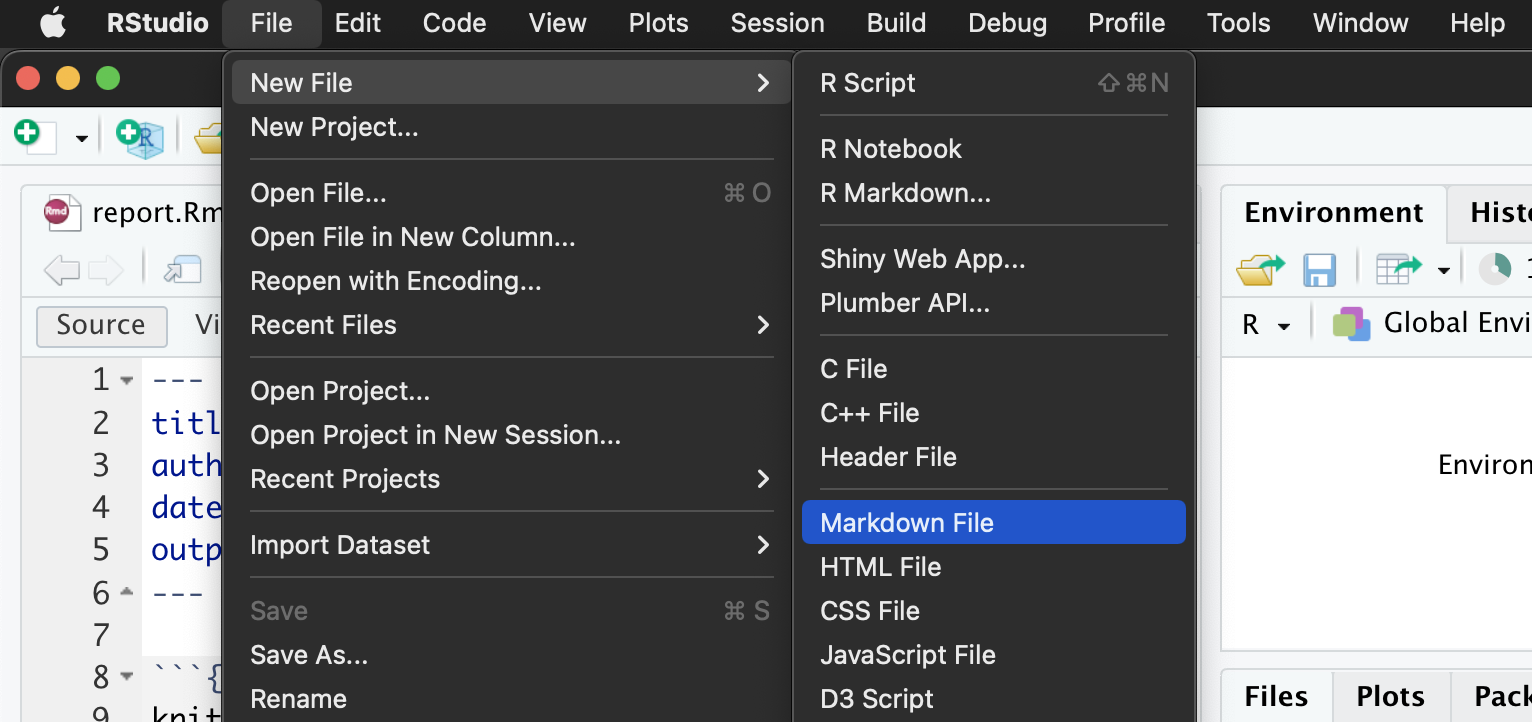 RStudio File Edit Code View Plots Session Build Debug Profile Tools Window Help
New File
New Project...
Open File... ⌘ O
Open File in New Column...
Reopen with Encoding...
Recent Files
Open Project...
Open Project in New Session...
Recent Projects
Import Dataset
Save ⌘ S
Save As...
Rename
R Script ⇧⌘N
R Notebook
R Markdown...
Shiny Web App...
Plumber API...
C File
C++ File
Header File
Markdown File
HTML File
CSS File
JavaScript File
D3 Script
R
Rmd report.Rm
Source Vi
1 ---
2 titl
3 auth
4 date
5 outp
6 ---
7
8 ```{
9 knit
Environment Histo
R Global Envi
Environ
Files Plots Pack